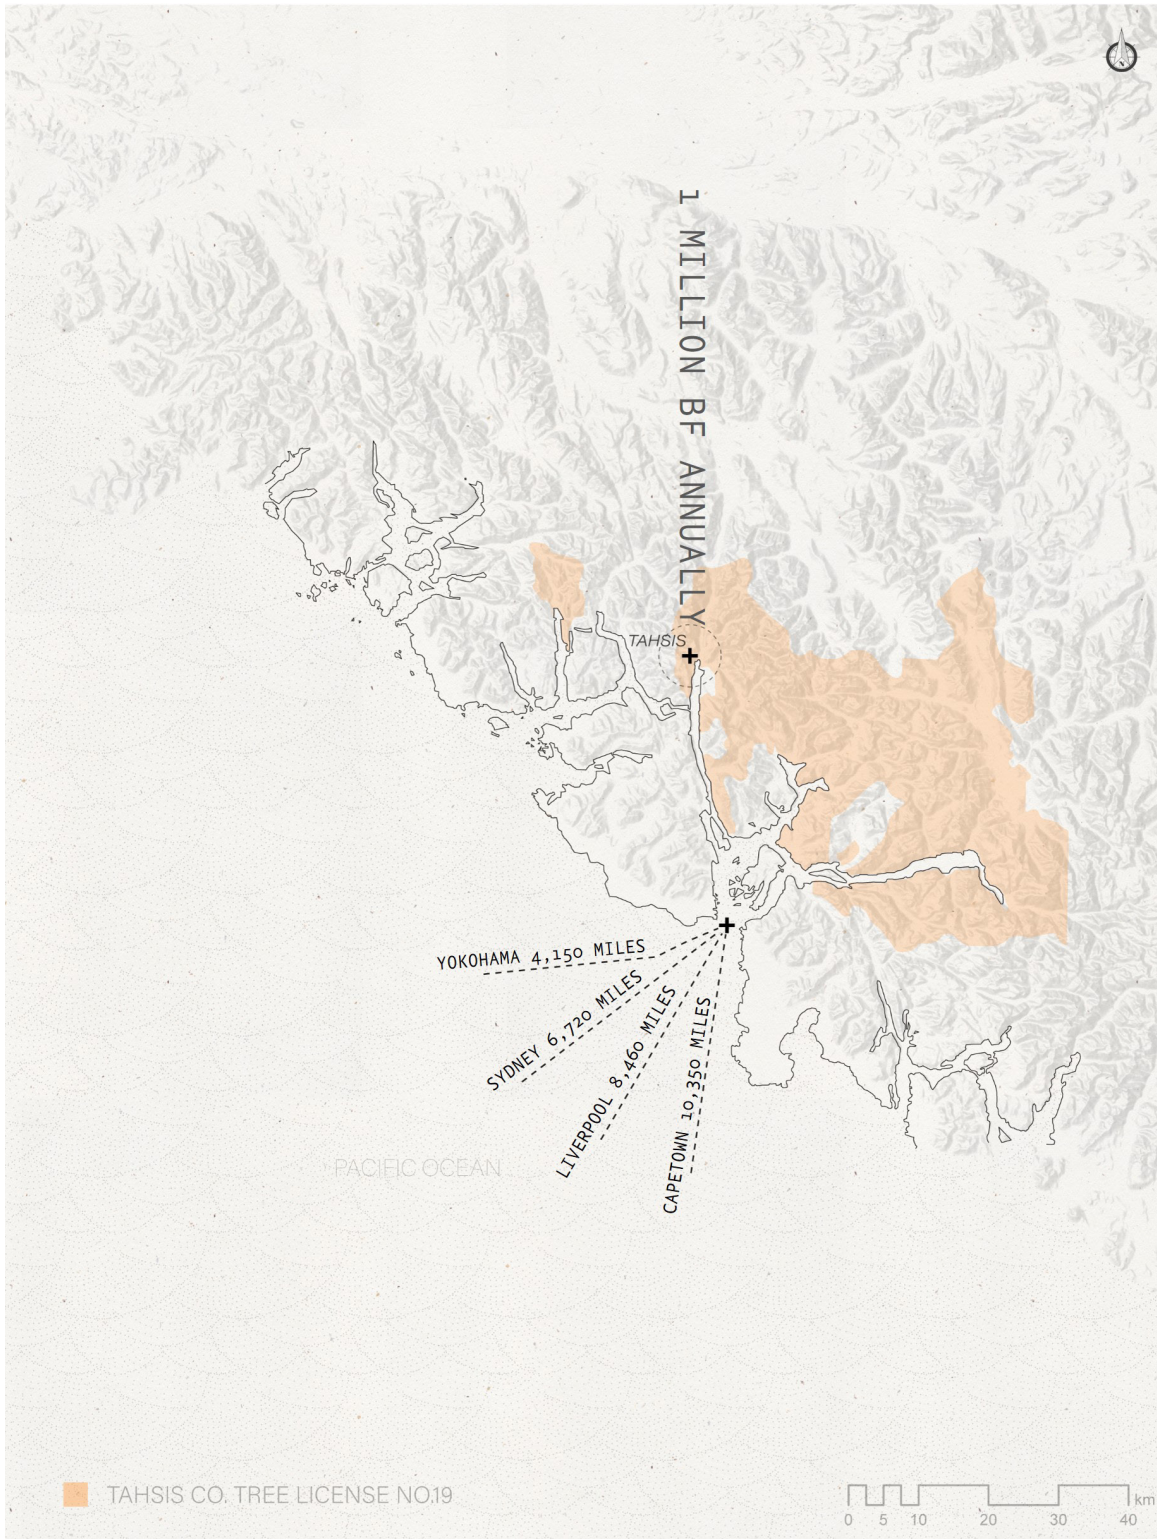 1 MILLION BF ANNUALLY
TAHSIS
YOKOHAMA 4,150 MILES
SYDNEY 6,720 MILES
LIVERPOOL 8,460 MILES
CAPETOWN 10,350 MILES
PACIFIC OCEAN
TAHSIS CO. TREE LICENSE NO.19
km
0 5 10 20 30 40